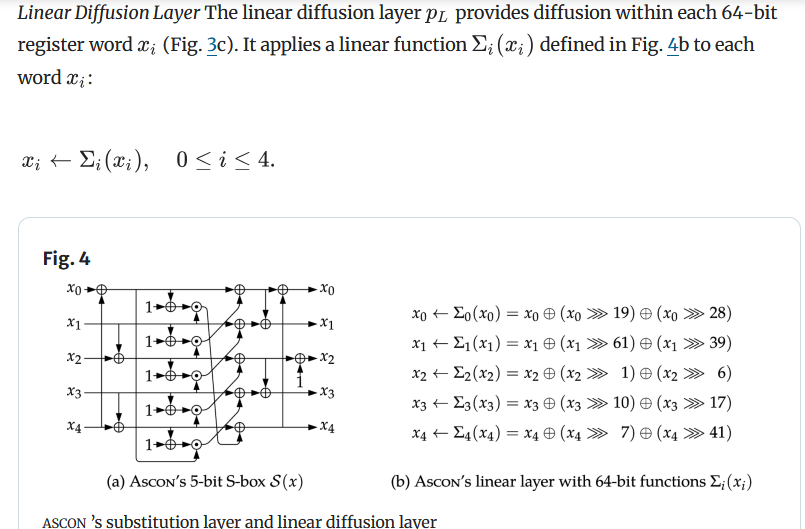 Linear Diffusion Layer The linear diffusion layer p_L provides diffusion within each 64-bit
register word x_i (Fig. 3c). It applies a linear function Σ_i(x_i) defined in Fig. 4b to each
word x_i:
x_i ← Σ_i(x_i), 0 ≤ i ≤ 4.
Fig. 4
x0 x0
1
x1 x1
1
x2 x2
1 1
x3 x3
1
x4 x4
1
x0 ← Σ0(x0) = x0 ⊕ (x0 ⋙ 19) ⊕ (x0 ⋙ 28)
x1 ← Σ1(x1) = x1 ⊕ (x1 ⋙ 61) ⊕ (x1 ⋙ 39)
x2 ← Σ2(x2) = x2 ⊕ (x2 ⋙ 1) ⊕ (x2 ⋙ 6)
x3 ← Σ3(x3) = x3 ⊕ (x3 ⋙ 10) ⊕ (x3 ⋙ 17)
x4 ← Σ4(x4) = x4 ⊕ (x4 ⋙ 7) ⊕ (x4 ⋙ 41)
(a) ASCON's 5-bit S-box S(x)
(b) ASCON's linear layer with 64-bit functions Σ_i(x_i)
ASCON 's substitution layer and linear diffusion layer